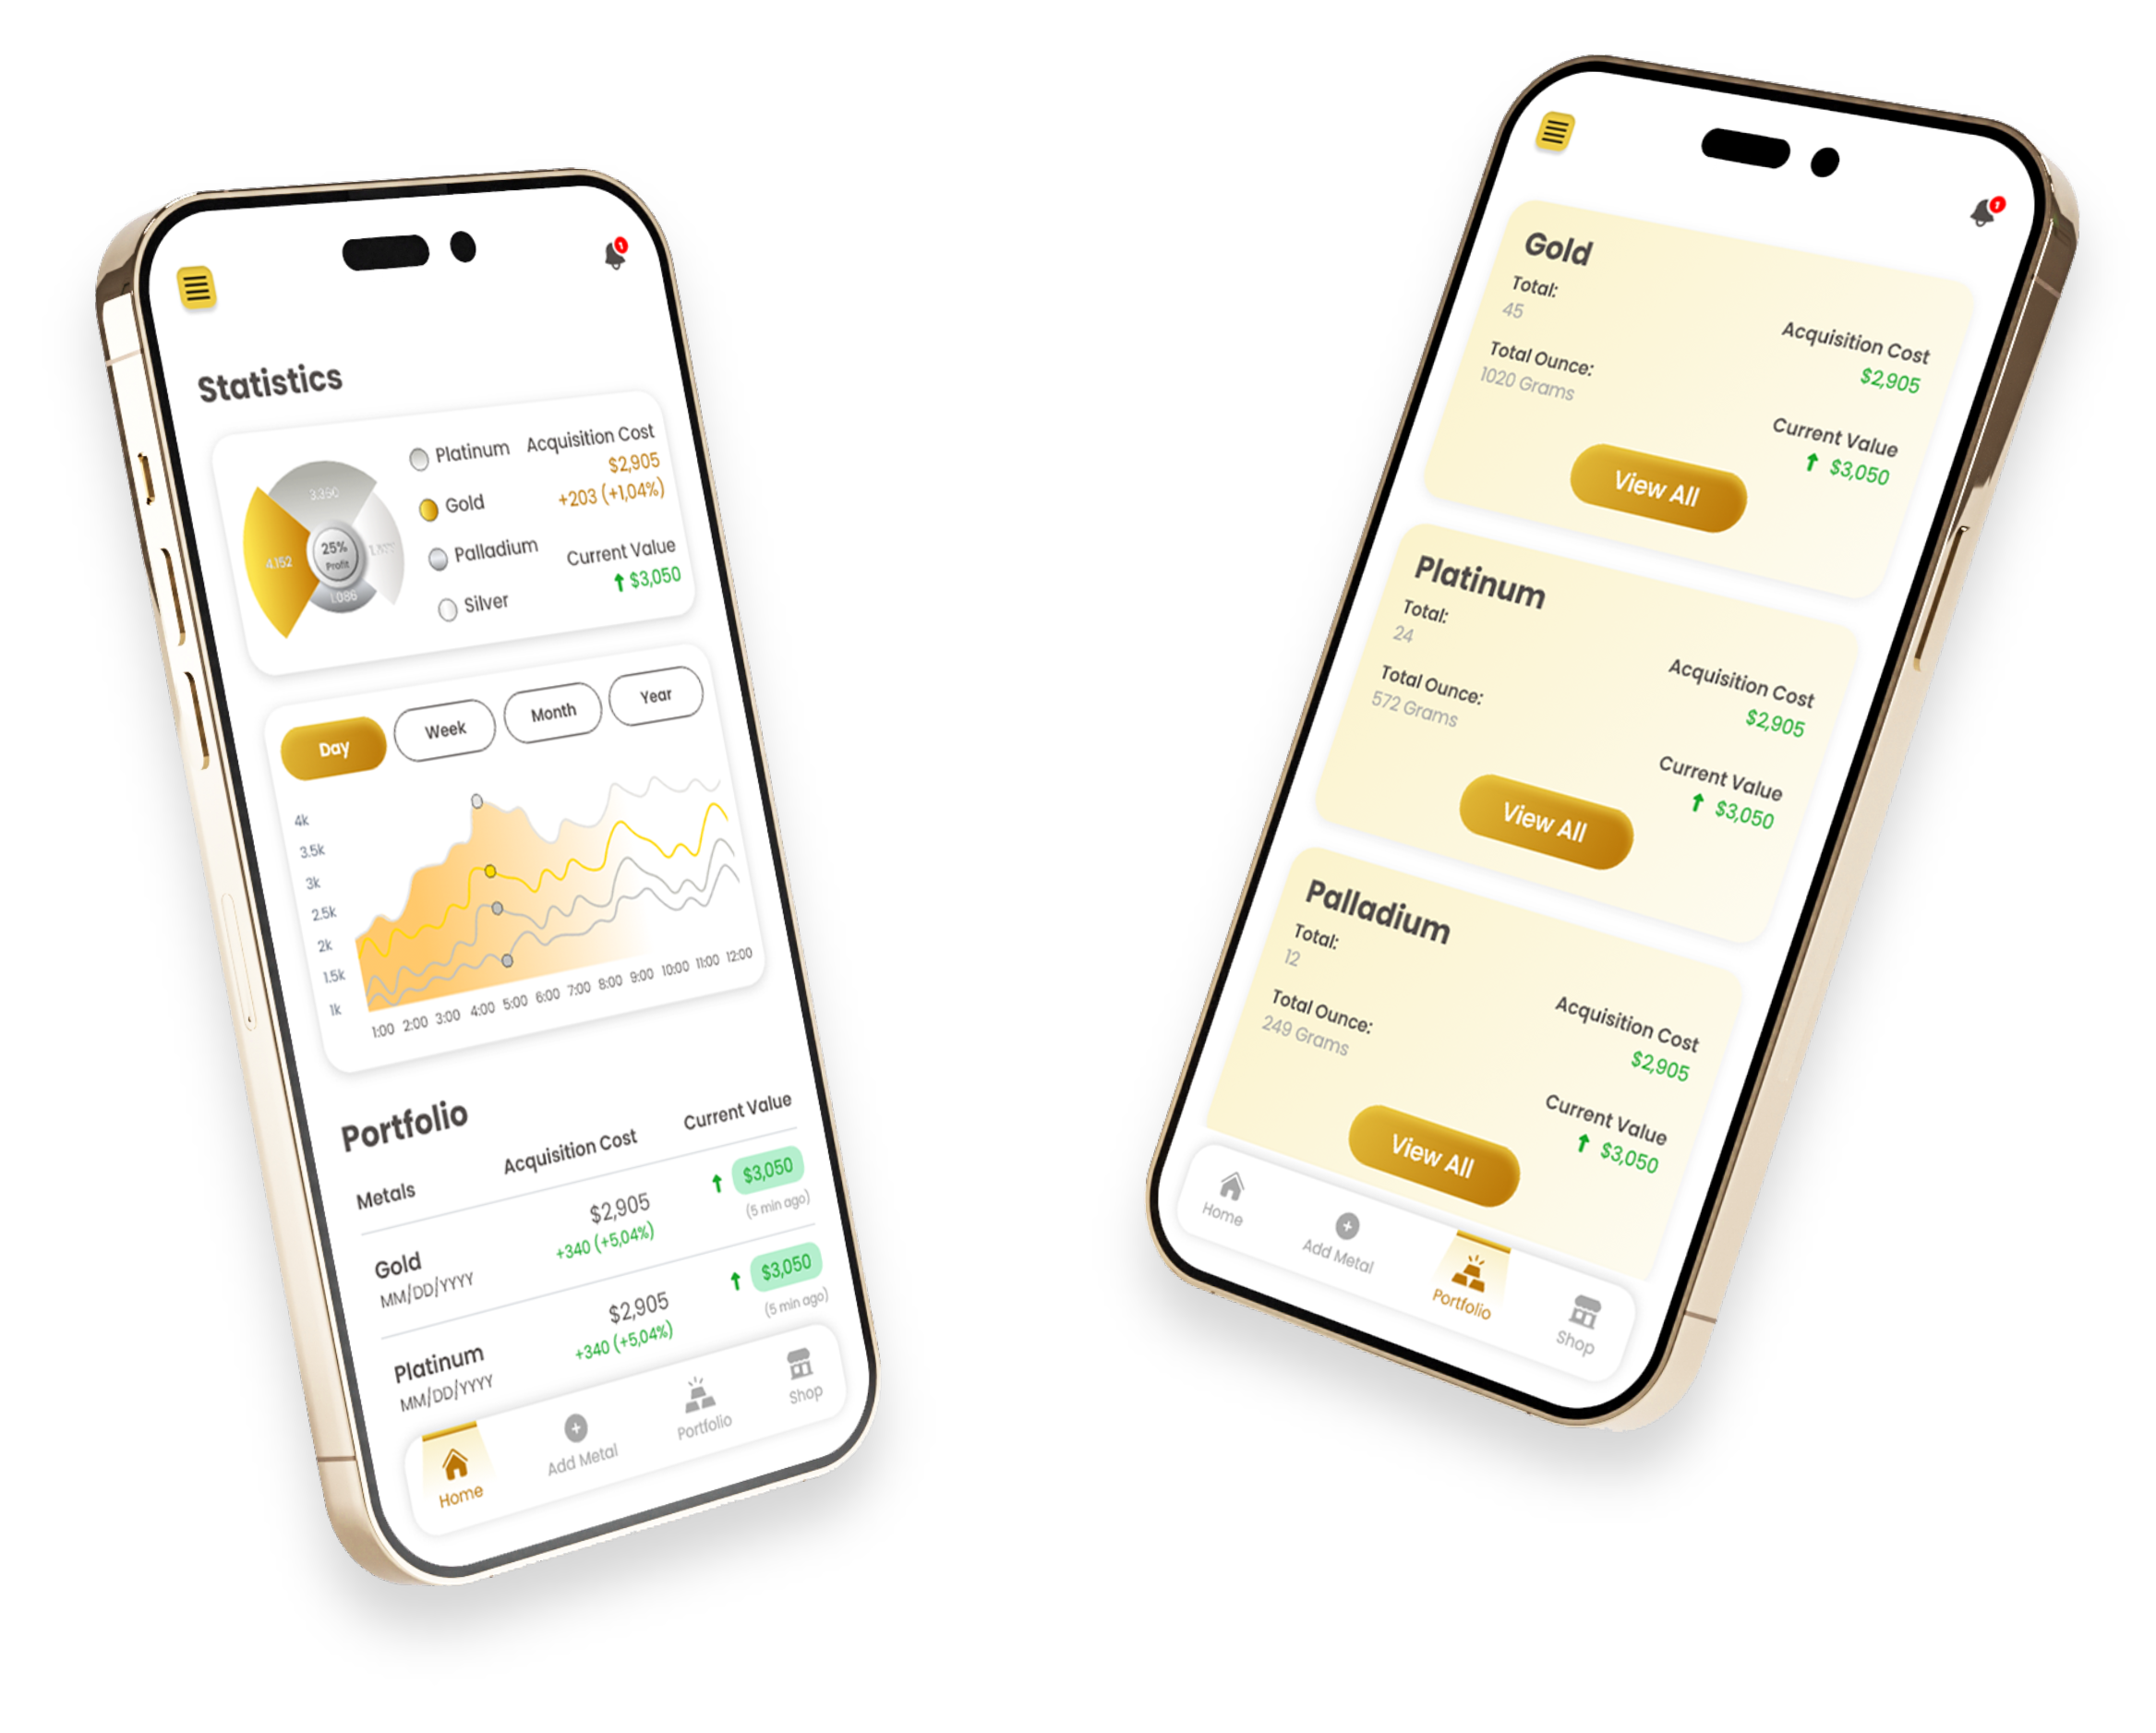 1
Statistics
3.390
4.152
25%
Profit
1.086
Platinum
Gold
Palladium
Silver
Acquisition Cost
$2,905
+203 (+1,04%)
Current Value
$3,050
Day
Week
Month
Year
4k
3.5k
3k
2.5k
2k
1.5k
1k
1:00 2:00 3:00 4:00 5:00 6:00 7:00 8:00 9:00 10:00 11:00 12:00
Portfolio
Metals Acquisition Cost Current Value
Gold $2,905 $3,050
MM/DD/YYYY +340 (+5,04%) (5 min ago)
Platinum $2,905 $3,050
MM/DD/YYYY +340 (+5,04%) (5 min ago)
Home
Add Metal
Portfolio
Shop
1
Gold
Total:
45
Total Ounce:
1020 Grams
Acquisition Cost
$2,905
Current Value
$3,050
View All
Platinum
Total:
24
Total Ounce:
572 Grams
Acquisition Cost
$2,905
Current Value
$3,050
View All
Palladium
Total:
12
Total Ounce:
249 Grams
Acquisition Cost
$2,905
Current Value
$3,050
View All
Home
Add Metal
Portfolio
Shop